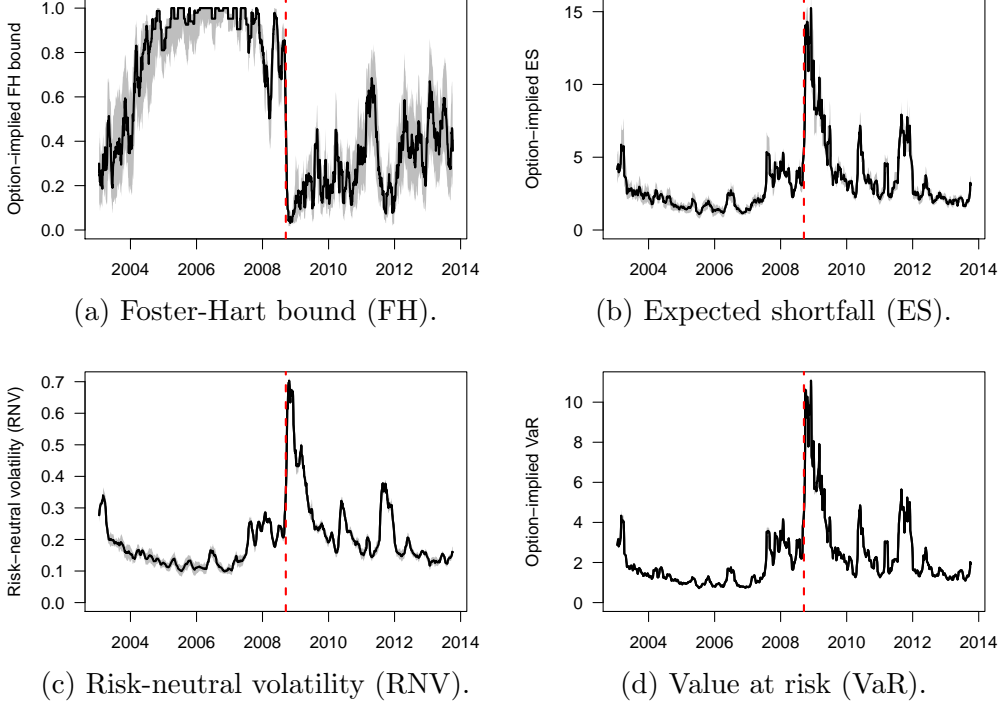 Option−implied FH bound
1.0
0.8
0.6
0.4
0.2
0.0
2004 2006 2008 2010 2012 2014
(a) Foster-Hart bound (FH).
Option−implied ES
15
10
5
0
2004 2006 2008 2010 2012 2014
(b) Expected shortfall (ES).
Risk−neutral volatility (RNV)
0.7
0.6
0.5
0.4
0.3
0.2
0.1
0.0
2004 2006 2008 2010 2012 2014
(c) Risk-neutral volatility (RNV).
Option−implied VaR
10
8
6
4
2
0
2004 2006 2008 2010 2012 2014
(d) Value at risk (VaR).